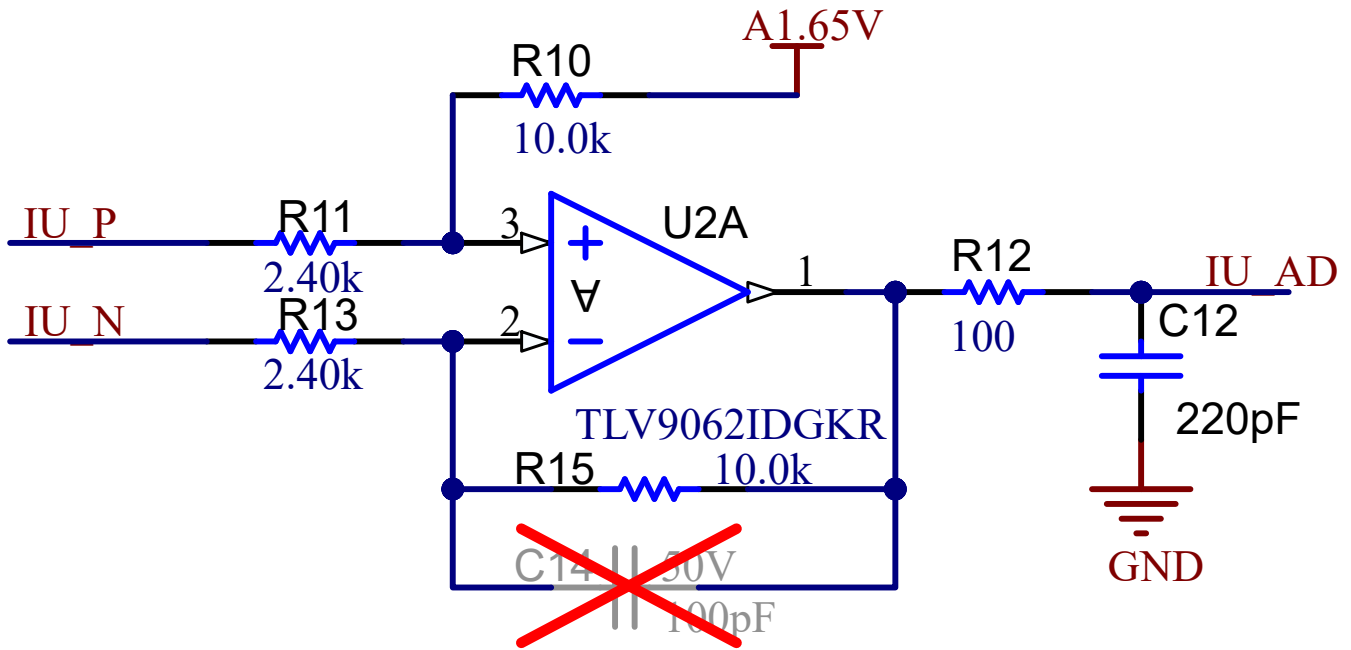 A1.65V
R10
10.0k
IU_P
R11
3
U2A
2.40k
1
R12
IU_AD
IU_N
R13
2
+
A
−
100
C12
2.40k
220pF
TLV9062IDGKR
R15
10.0k
C14
50V
100pF
GND